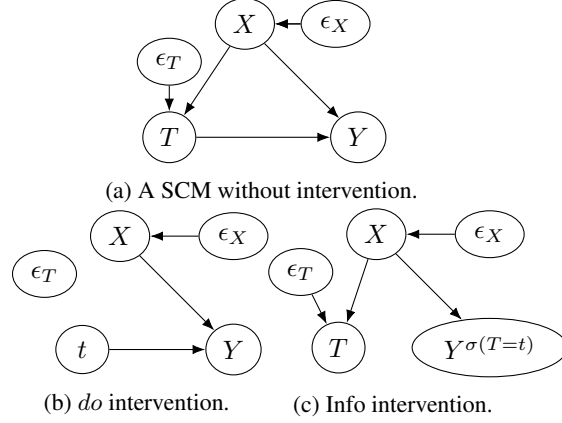 X
ϵ_X
ϵ_T
T
Y
(a) A SCM without intervention.
X
ϵ_X
ϵ_T
t
Y
(b) do intervention.
X
ϵ_X
ϵ_T
T
Y^{σ(T=t)}
(c) Info intervention.